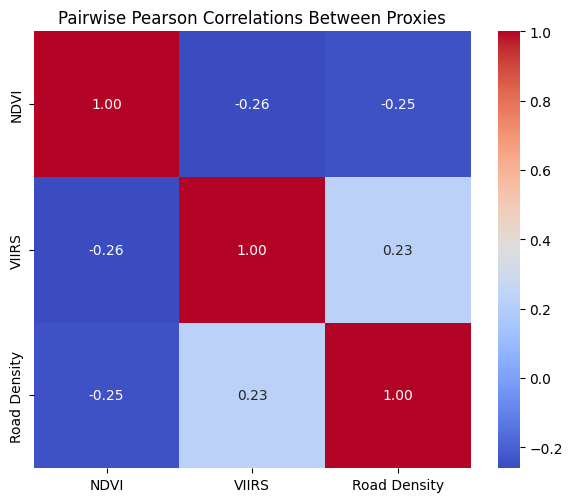 Pairwise Pearson Correlations Between Proxies
NDVI
1.00
-0.26
-0.25
VIIRS
-0.26
1.00
0.23
Road Density
-0.25
0.23
1.00
NDVI
VIIRS
Road Density
1.0
0.8
0.6
0.4
0.2
0.0
−0.2